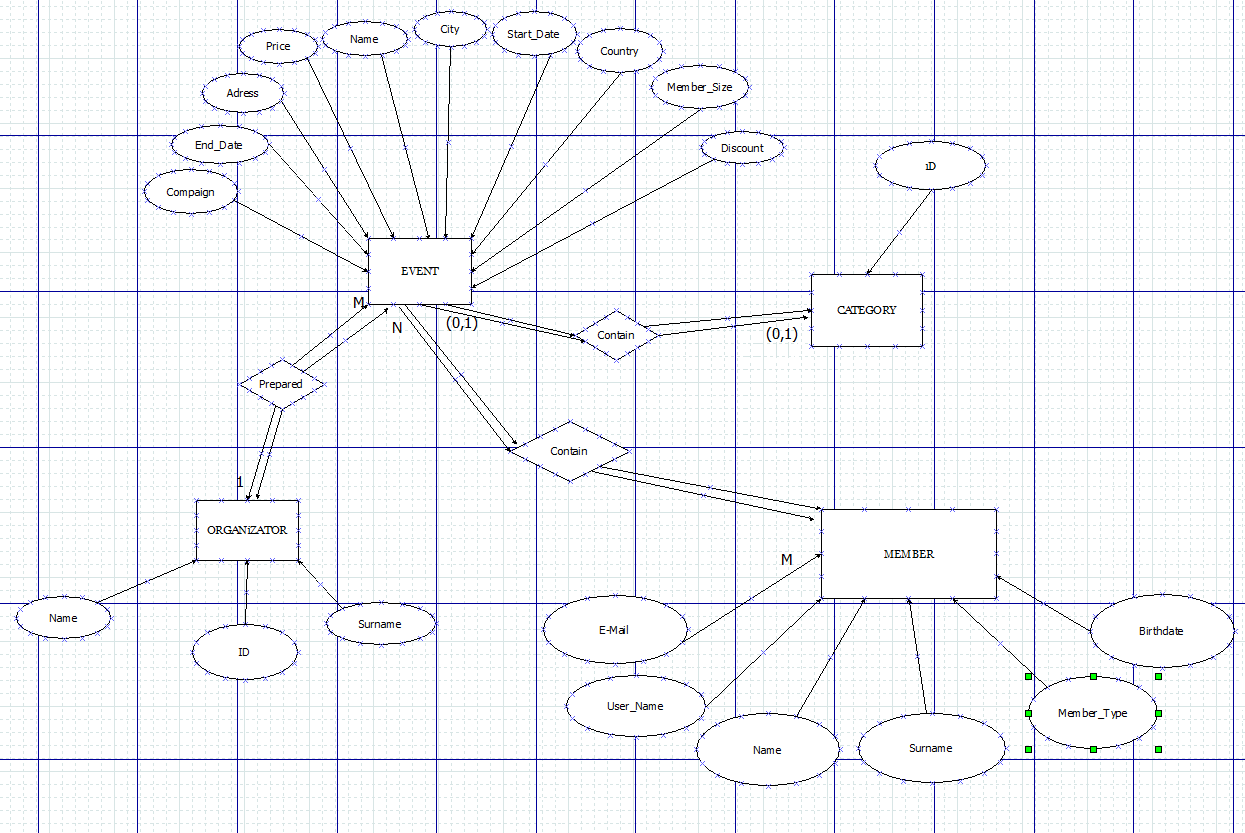 City
Start_Date
Name
Price
Country
Member_Size
Adress
End_Date
Discount
ıD
Compaign
EVENT
M
CATEGORY
N
(0,1)
Contain
(0,1)
Prepared
Contain
1
ORGANiZATOR
MEMBER
M
Name
Surname
E-Mail
Birthdate
ID
User_Name
Member_Type
Name
Surname